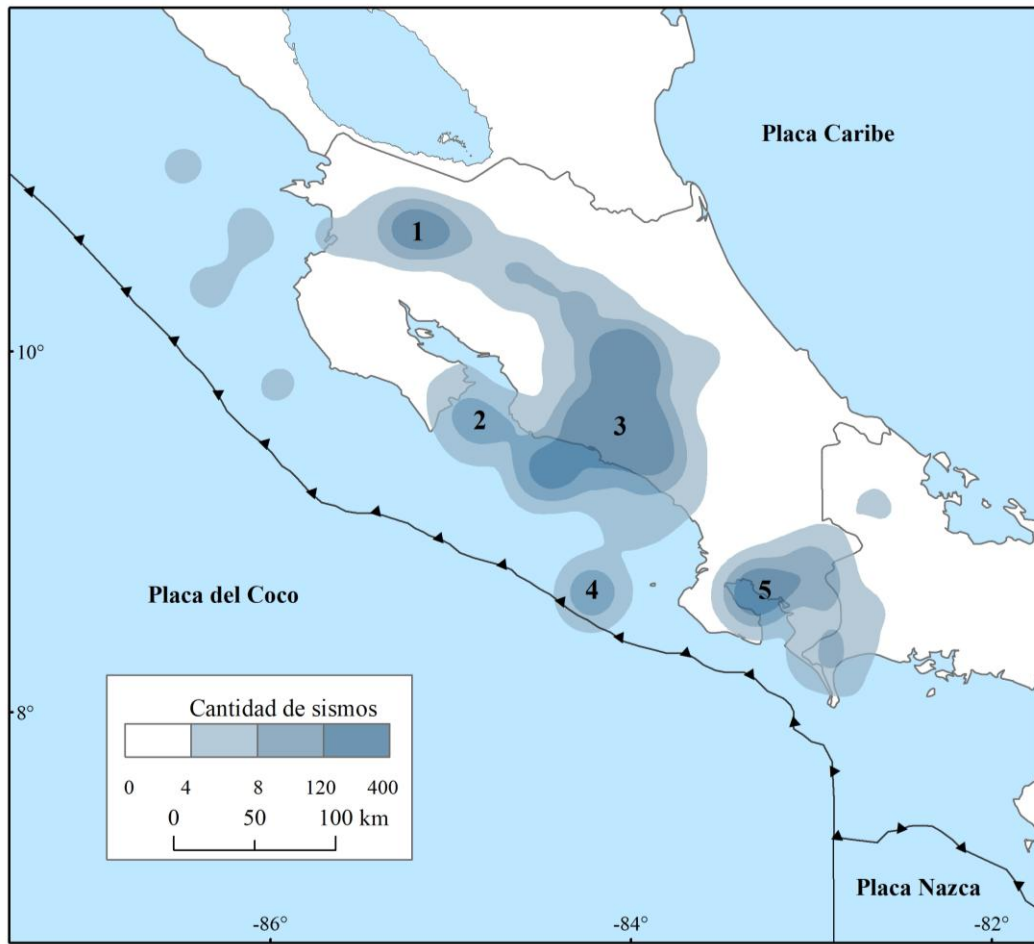 Placa Caribe
1
10°
2
3
4
5
Placa del Coco
8°
Cantidad de sismos
0 4 8 120 400
0 50 100 km
Placa Nazca
-86° -84° -82°